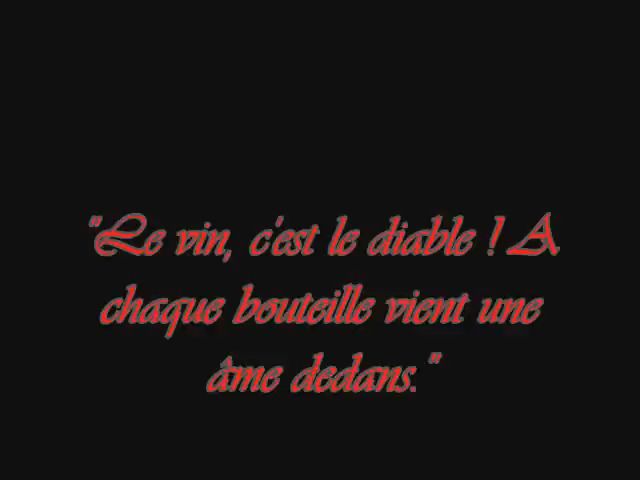 "Le vin, c'est le diable ! A
chaque bouteille vient une
âme dedans."